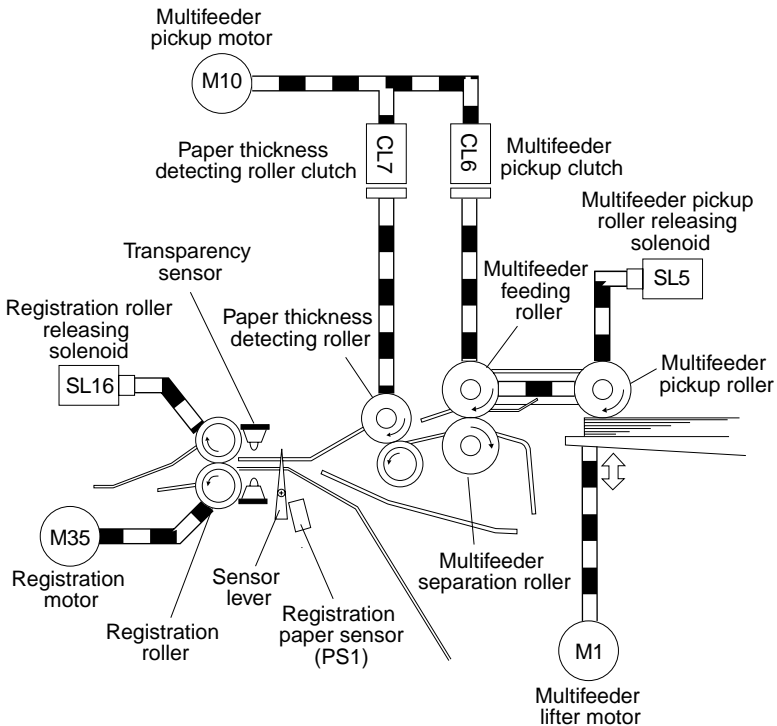 Multifeeder
pickup motor
M10
CL7
CL6
Paper thickness
detecting roller clutch
Multifeeder
pickup clutch
Multifeeder pickup
roller releasing
solenoid
SL5
Transparency
sensor
Multifeeder
feeding
roller
Registration roller
releasing
solenoid
SL16
Paper thickness
detecting roller
Multifeeder
pickup roller
M35
Registration
motor
Sensor
lever
Multifeeder
separation roller
Registration
roller
Registration
paper sensor
(PS1)
M1
Multifeeder
lifter motor